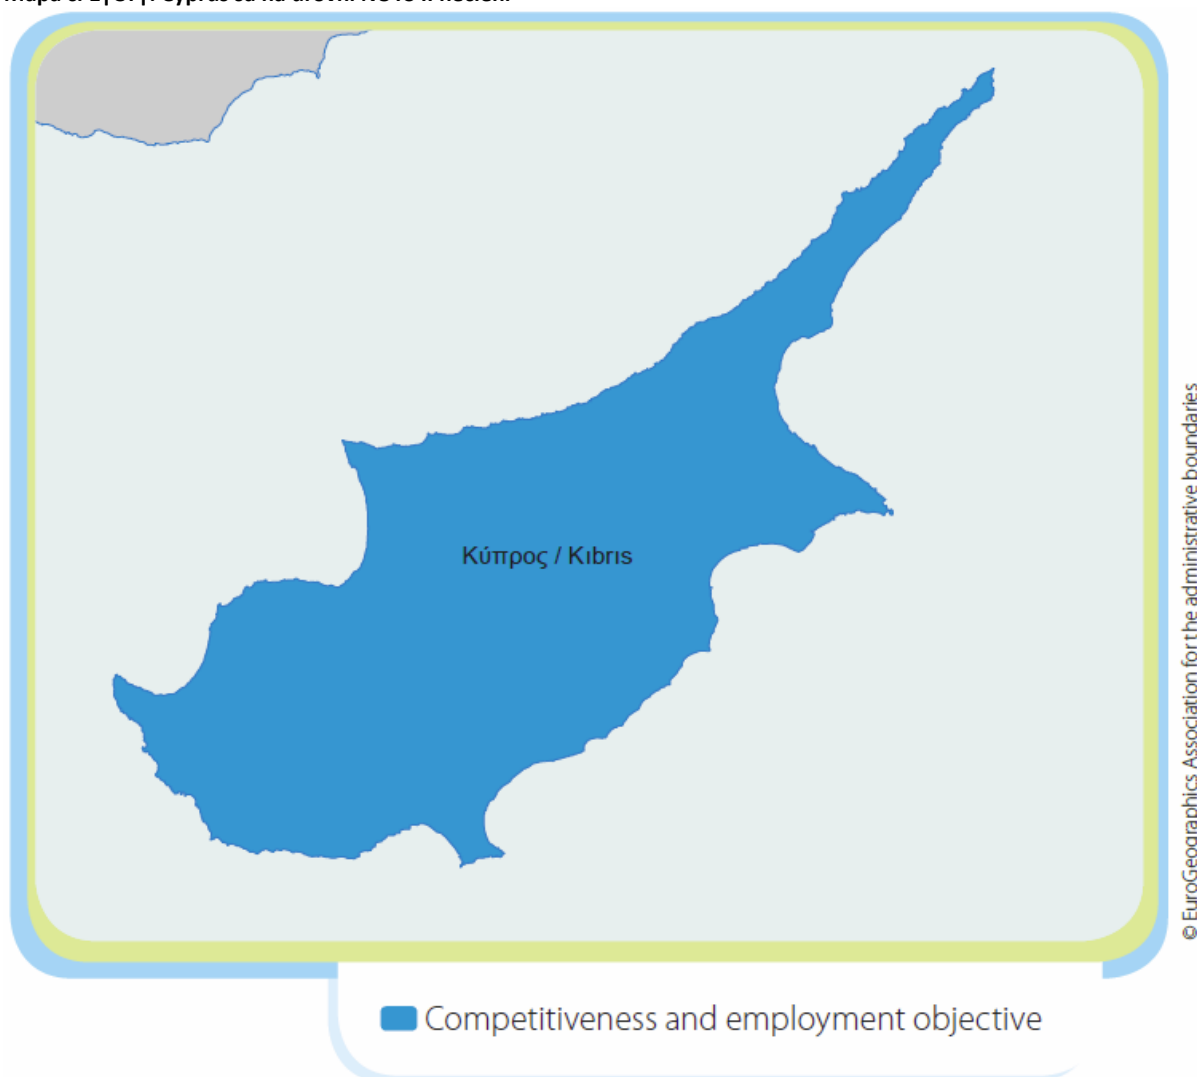 Κύπρος / Kıbrıs
Competitiveness and employment objective
© EuroGeographics Association for the administrative boundaries